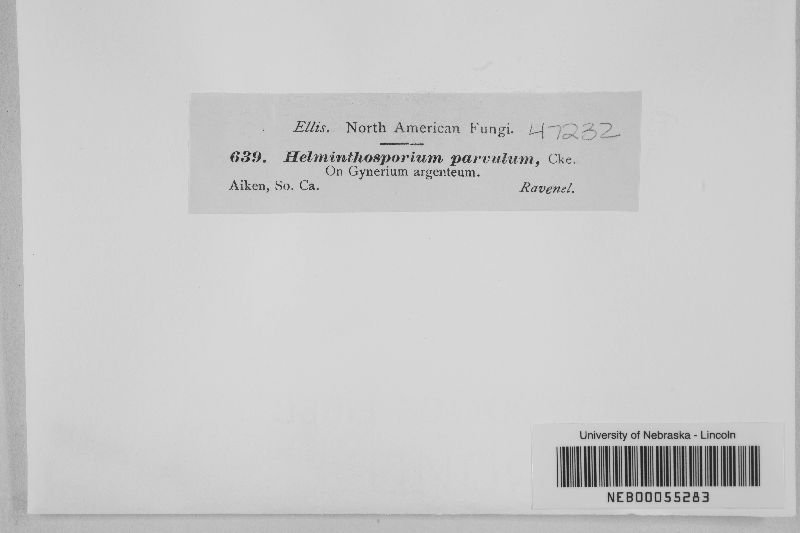 Ellis. North American Fungi. 47232
639. Helminthosporium parvulum, Cke.
On Gynerium argenteum.
Aiken, So. Ca. Ravenel.
University of Nebraska - Lincoln
NEB00055283